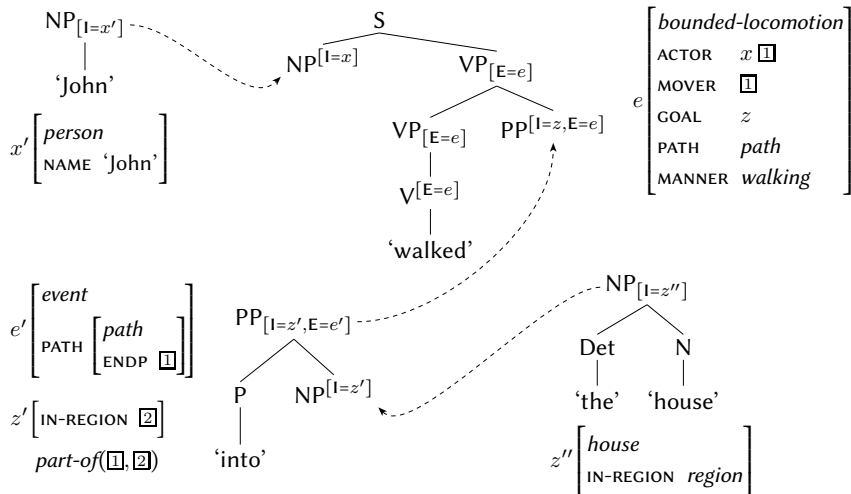 NP[I=x′]
'John'
x′ [person
NAME 'John']
S
NP[I=x]
VP[E=e]
VP[E=e]
PP[I=z,E=e]
V[E=e]
'walked'
e [bounded-locomotion
ACTOR x 1
MOVER 1
GOAL z
PATH path
MANNER walking]
e′ [event
PATH [path
ENDP 1]]
z′ [IN-REGION 2]
part-of(1, 2)
PP[I=z′,E=e′]
P
NP[I=z′]
'into'
NP[I=z′′]
Det
N
'the'
'house'
z′′ [house
IN-REGION region]